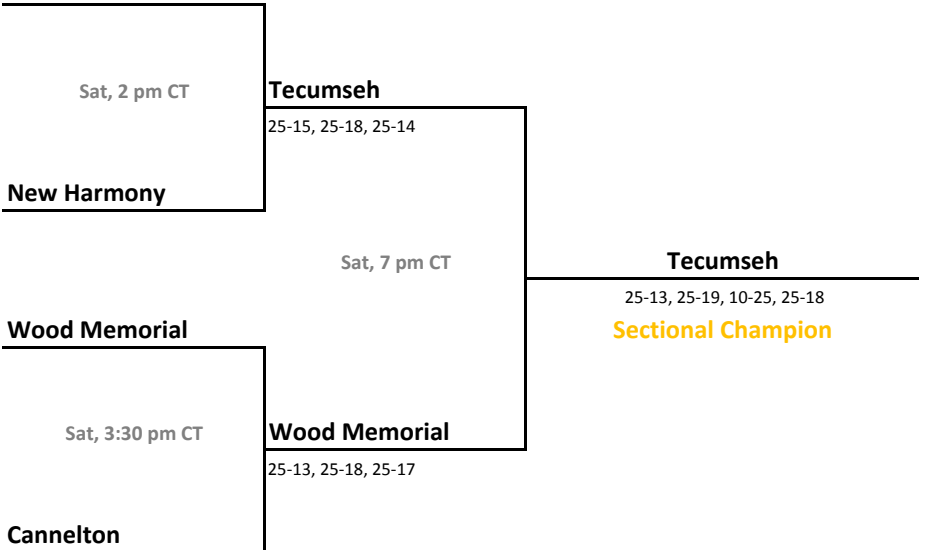 Sat, 2 pm CT
Tecumseh
25-15, 25-18, 25-14
New Harmony
Sat, 7 pm CT
Tecumseh
25-13, 25-19, 10-25, 25-18
Wood Memorial
Sectional Champion
Sat, 3:30 pm CT
Wood Memorial
25-13, 25-18, 25-17
Cannelton